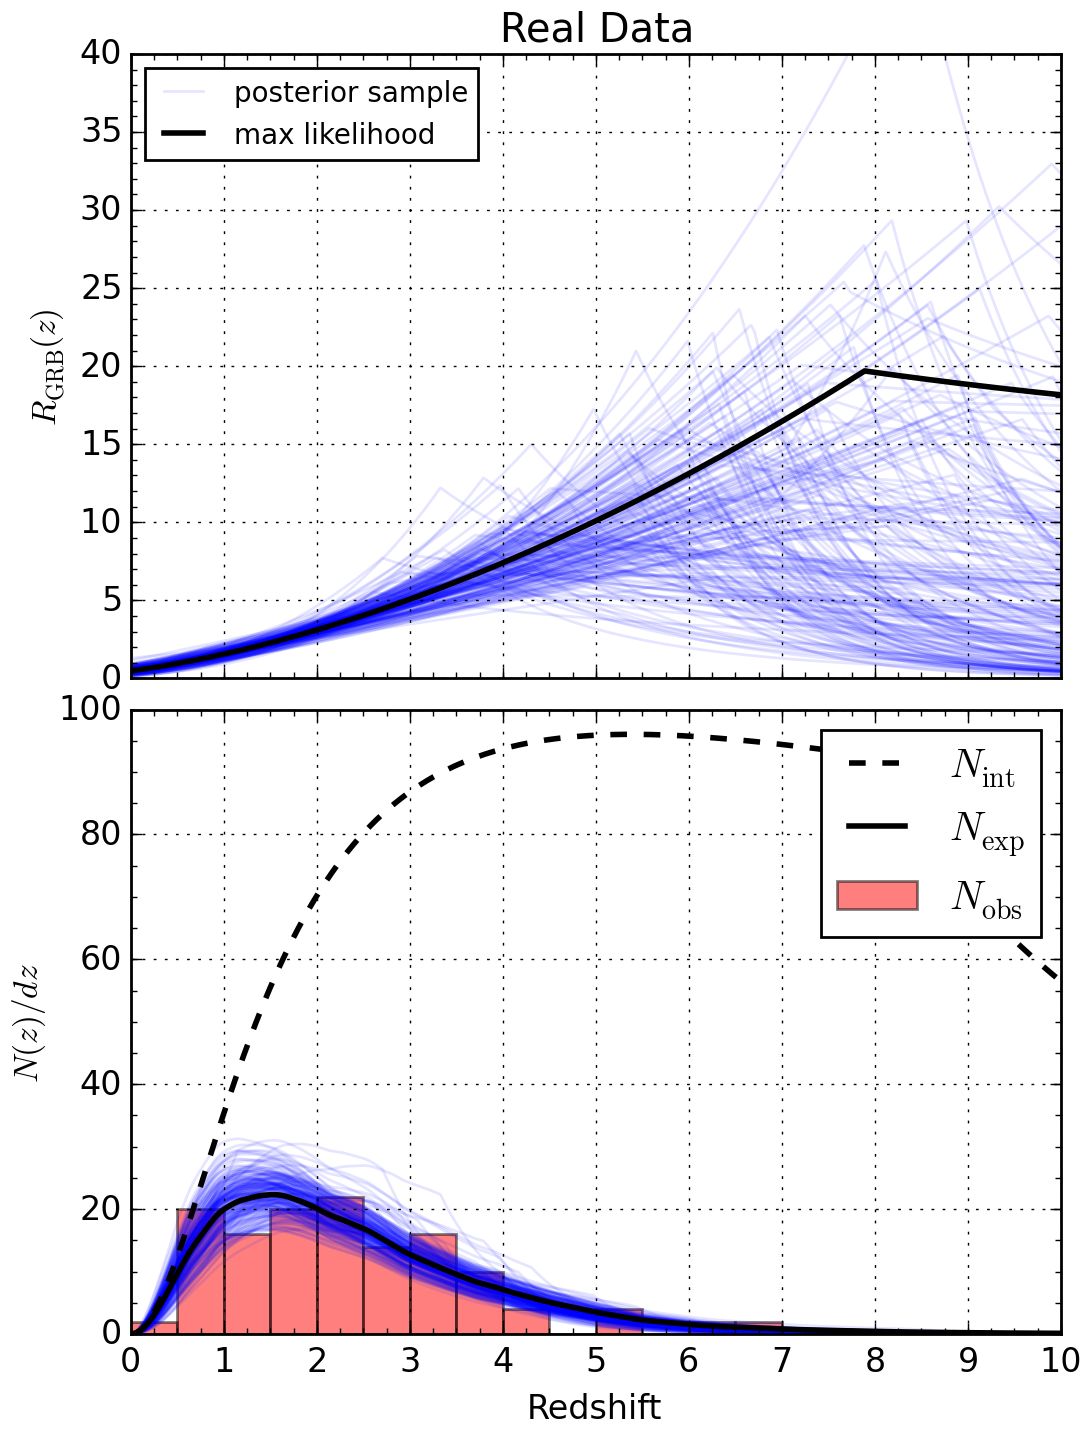 Real Data
40
35
30
25
20
15
10
5
0
R_GRB(z)
posterior sample
max likelihood
100
80
60
40
20
0
N(z)/dz
N_int
N_exp
N_obs
0 1 2 3 4 5 6 7 8 9 10
Redshift